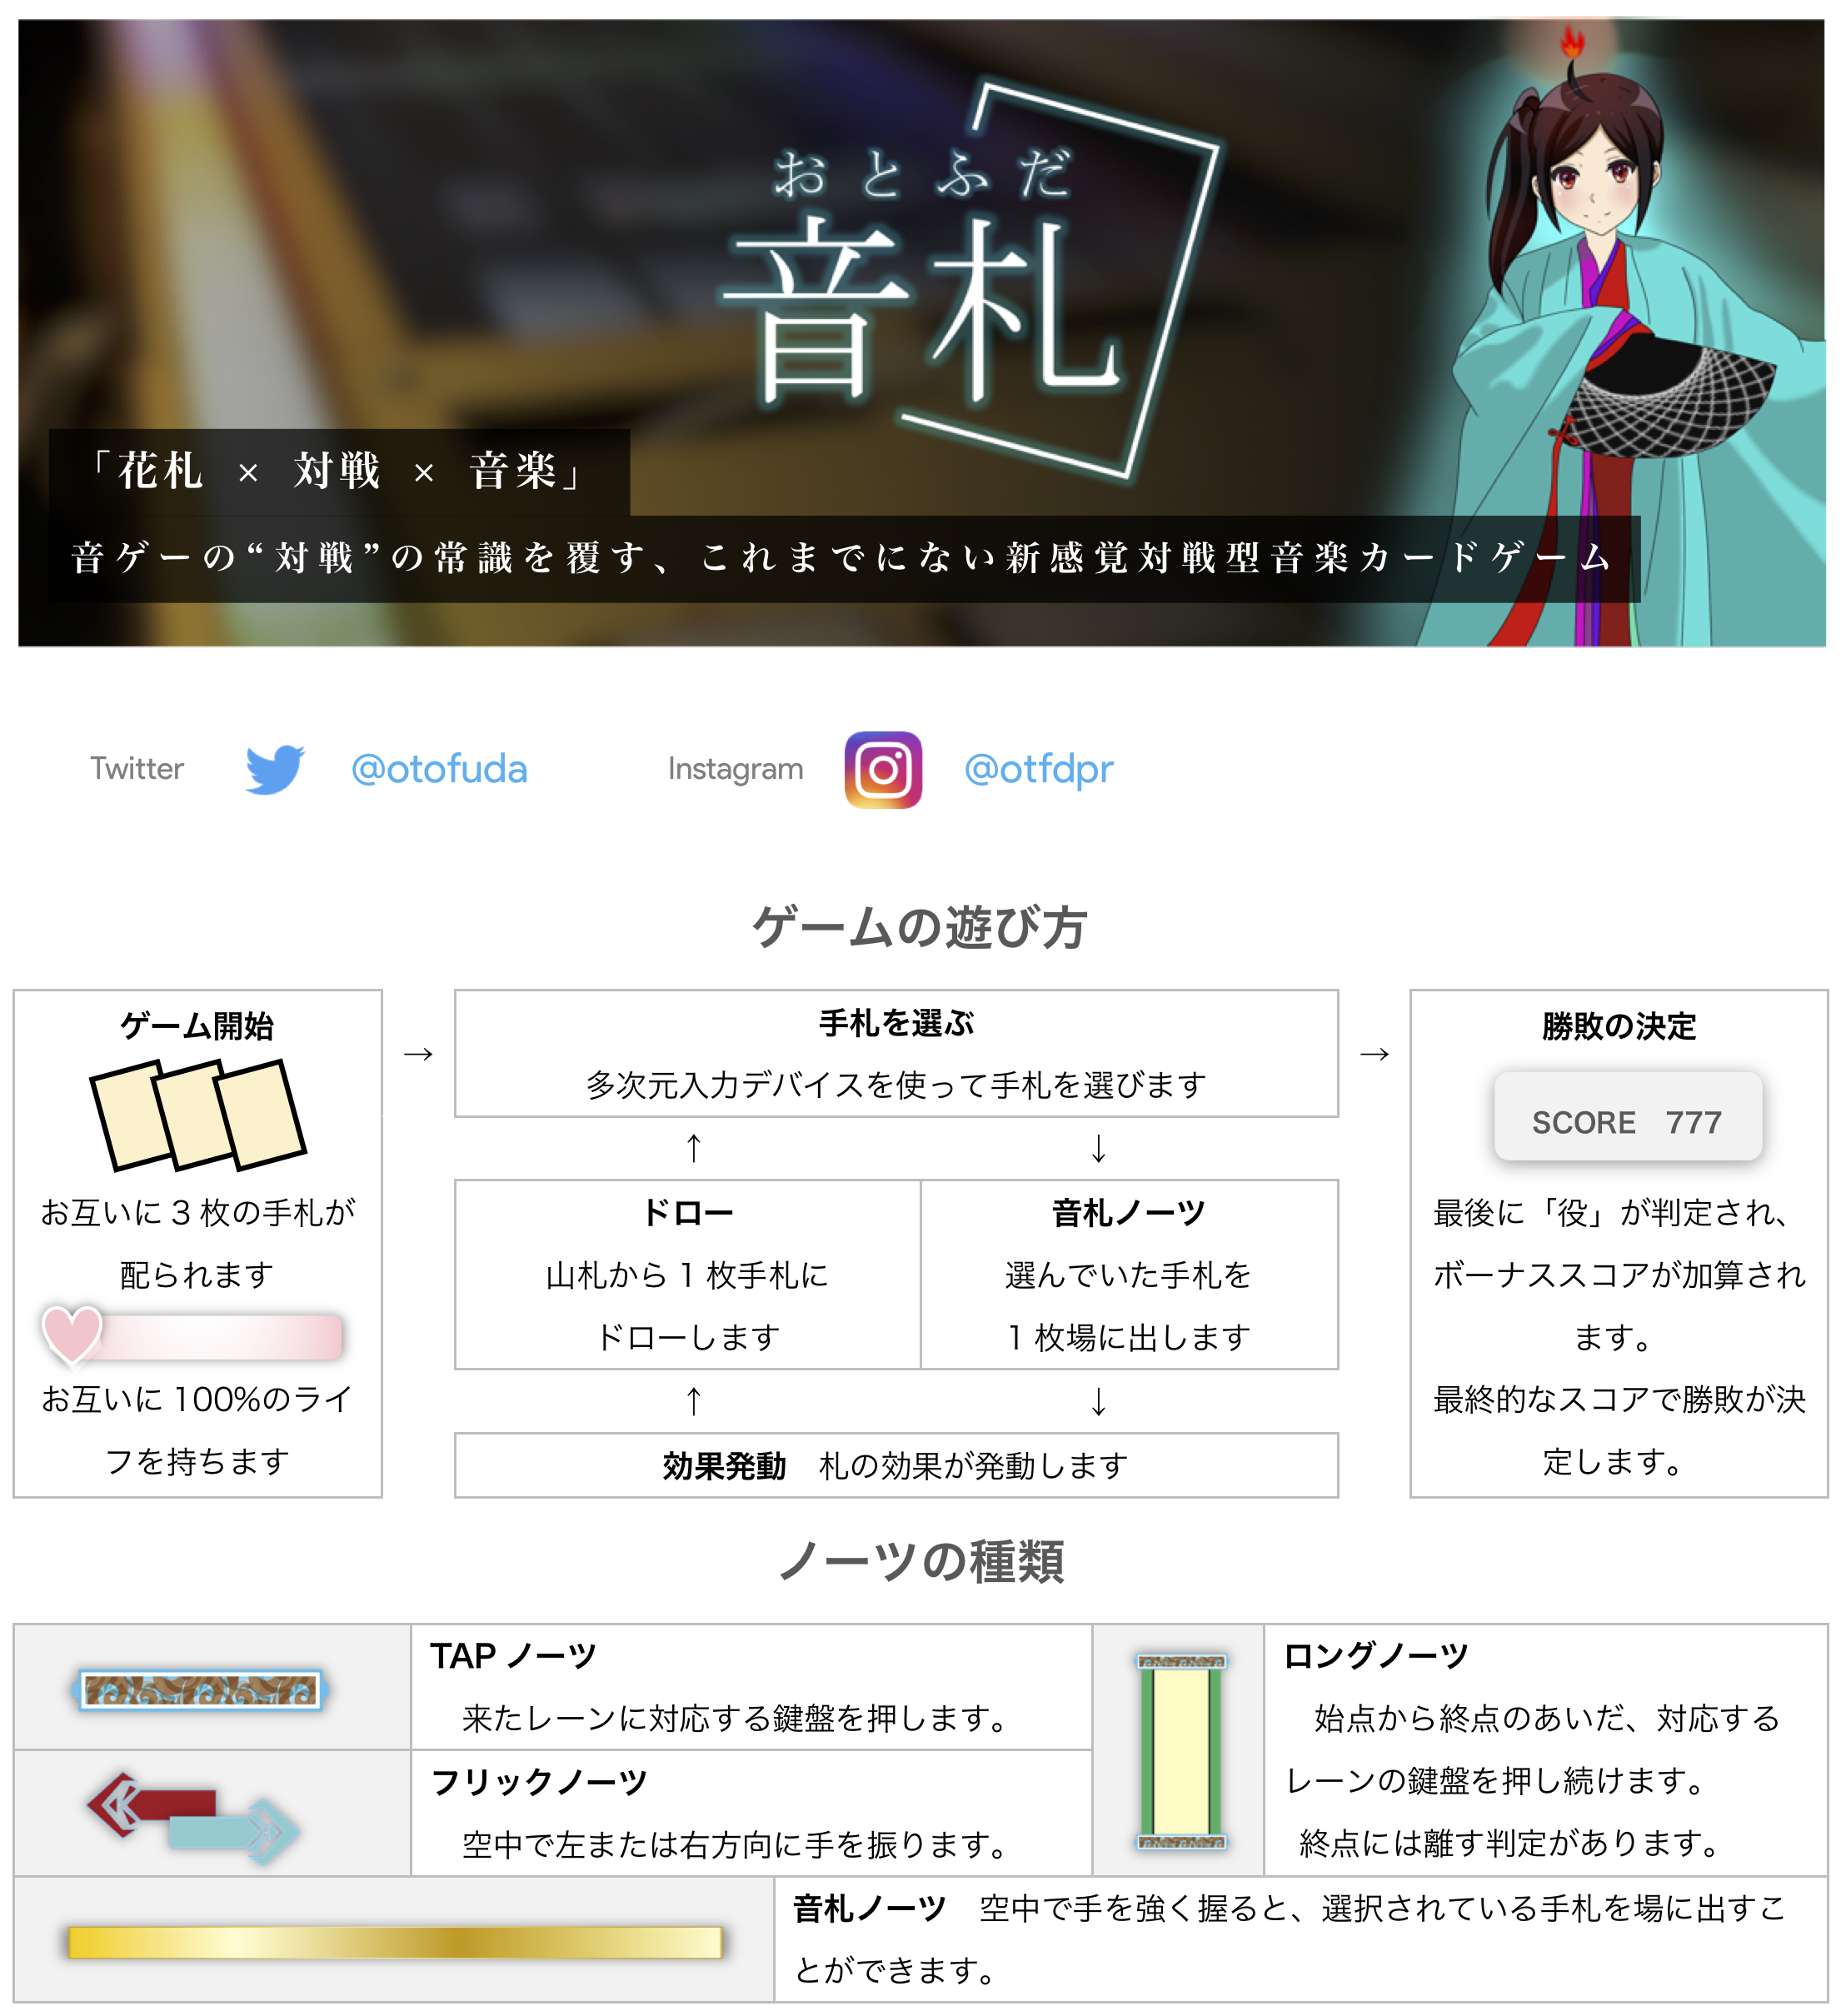 おとふだ
音札
「花札 × 対戦 × 音楽」
音ゲーの“対戦”の常識を覆す、これまでにない新感覚対戦型音楽カードゲーム
Twitter @otofuda Instagram @otfdpr
ゲームの遊び方
ゲーム開始
お互いに 3 枚の手札が
配られます
お互いに 100%のライ
フを持ちます
→
手札を選ぶ
多次元入力デバイスを使って手札を選びます
↑ ↓
ドロー
山札から 1 枚手札に
ドローします
音札ノーツ
選んでいた手札を
1 枚場に出します
↑ ↓
効果発動 札の効果が発動します
→
勝敗の決定
SCORE 777
最後に「役」が判定され、
ボーナススコアが加算され
ます。
最終的なスコアで勝敗が決
定します。
ノーツの種類
TAP ノーツ
来たレーンに対応する鍵盤を押します。
フリックノーツ
空中で左または右方向に手を振ります。
ロングノーツ
始点から終点のあいだ、対応する
レーンの鍵盤を押し続けます。
終点には離す判定があります。
音札ノーツ 空中で手を強く握ると、選択されている手札を場に出すこ
とができます。